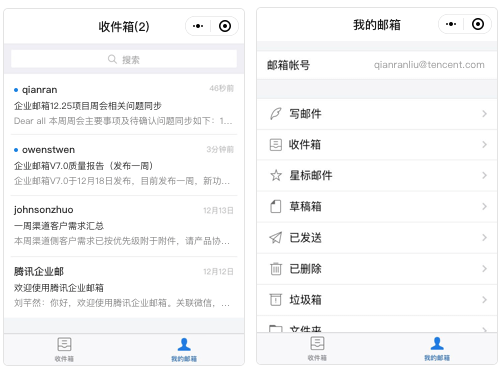 收件箱(2)
搜索
qianran
46秒前
企业邮箱12.25项目周会相关问题同步
Dear all 本周周会主要事项及待确认问题同步如下：1...
owenstwen
3分钟前
企业邮箱V7.0质量报告（发布一周）
企业邮箱V7.0于12月18日发布，目前发布一周，新功...
johnsonzhuo
12月13日
一周渠道客户需求汇总
本周渠道侧客户需求已按优先级附于附件，请产品协...
腾讯企业邮
12月12日
欢迎使用腾讯企业邮箱
刘芊然：你好，欢迎使用腾讯企业邮箱。关联微信，...
收件箱
我的邮箱
我的邮箱
邮箱帐号
qianranliu@tencent.com
写邮件
收件箱
星标邮件
草稿箱
已发送
已删除
垃圾箱
文件夹
收件箱
我的邮箱